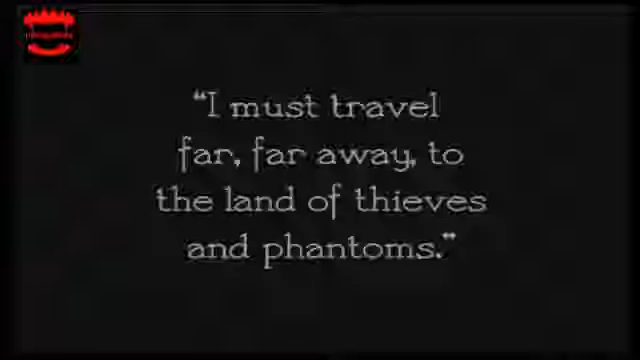 “I must travel
far, far away, to
the land of thieves
and phantoms.”